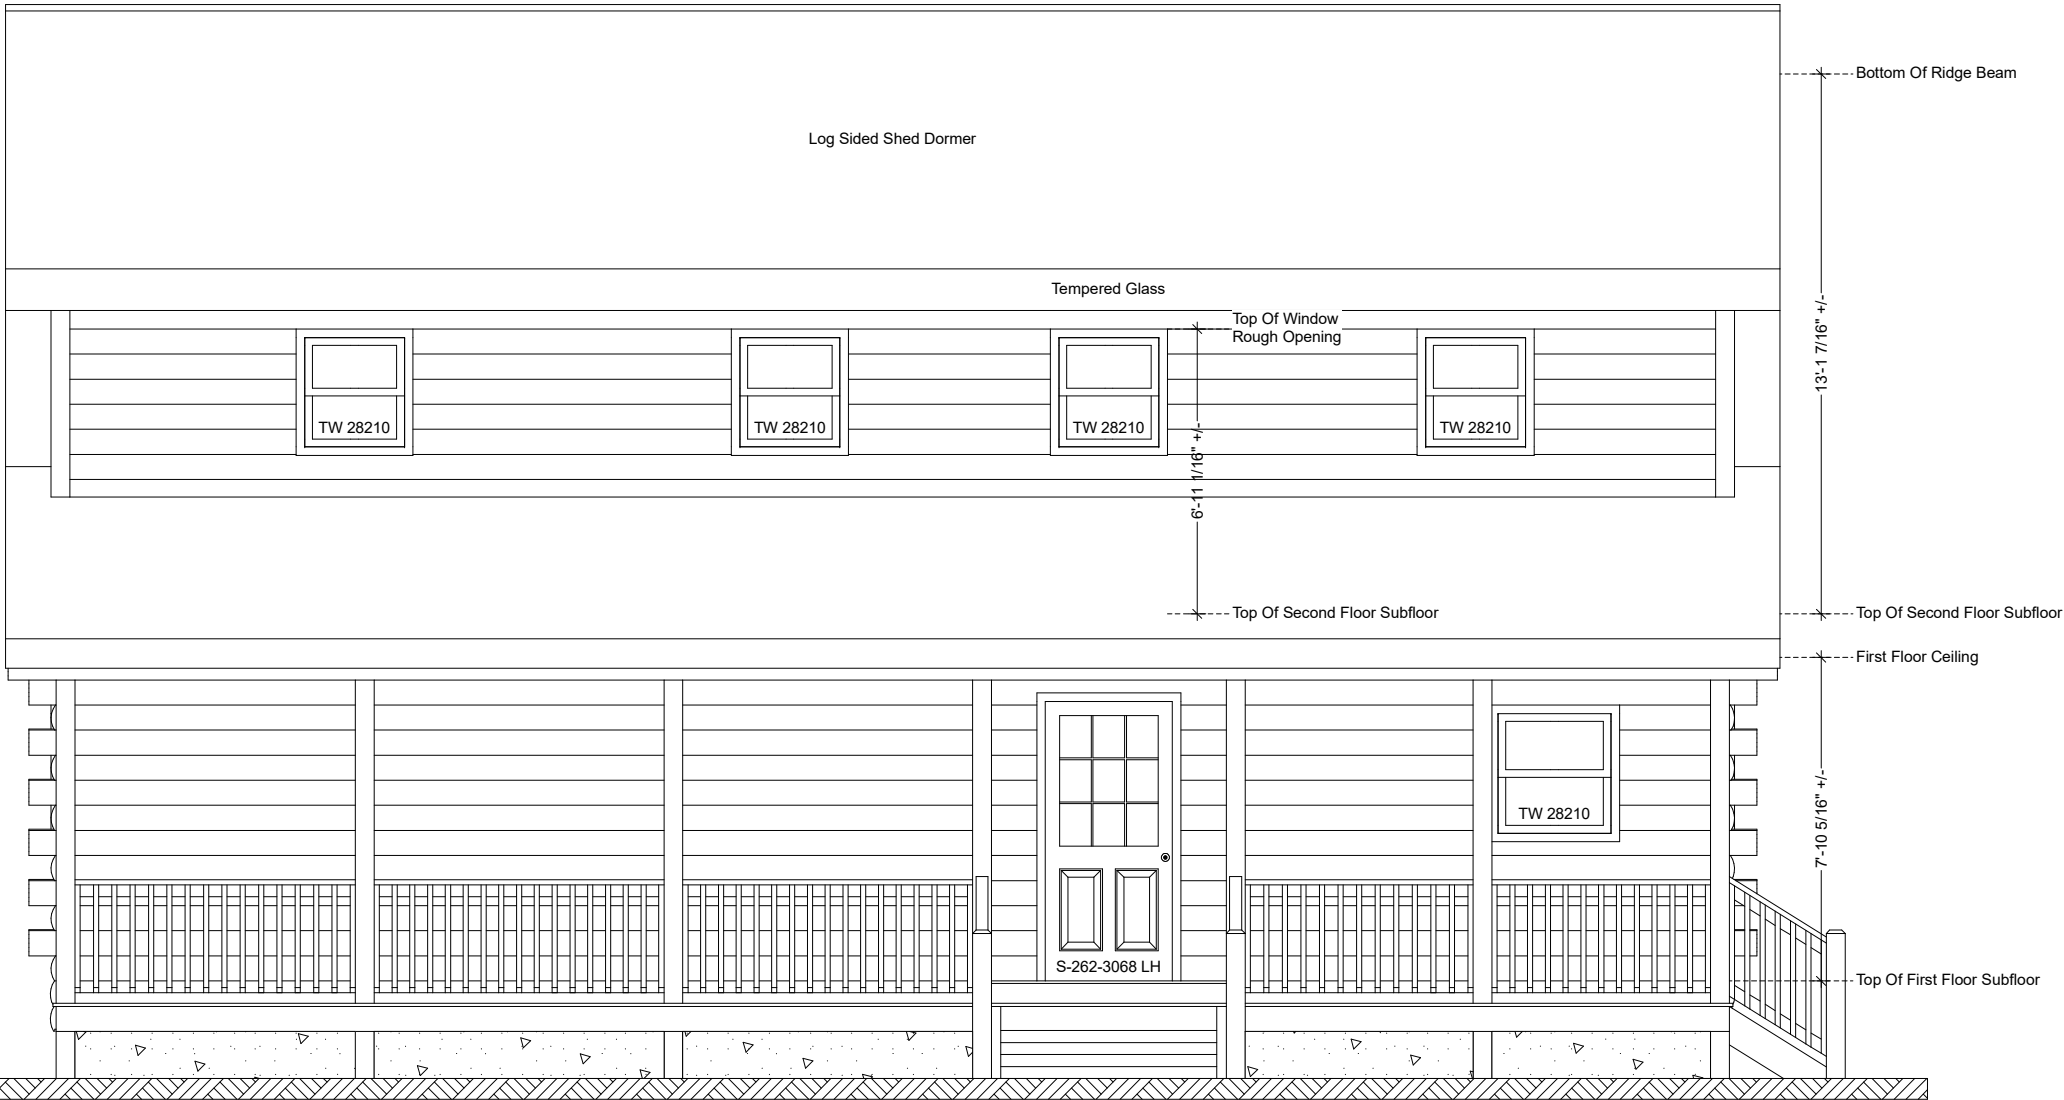 Bottom Of Ridge Beam
Log Sided Shed Dormer
Tempered Glass
Top Of Window
Rough Opening
13'-1 7/16" +/-
TW 28210
TW 28210
TW 28210
TW 28210
6'-11 1/16" +/-
Top Of Second Floor Subfloor
Top Of Second Floor Subfloor
First Floor Ceiling
TW 28210
7'-10 5/16" +/-
S-262-3068 LH
Top Of First Floor Subfloor